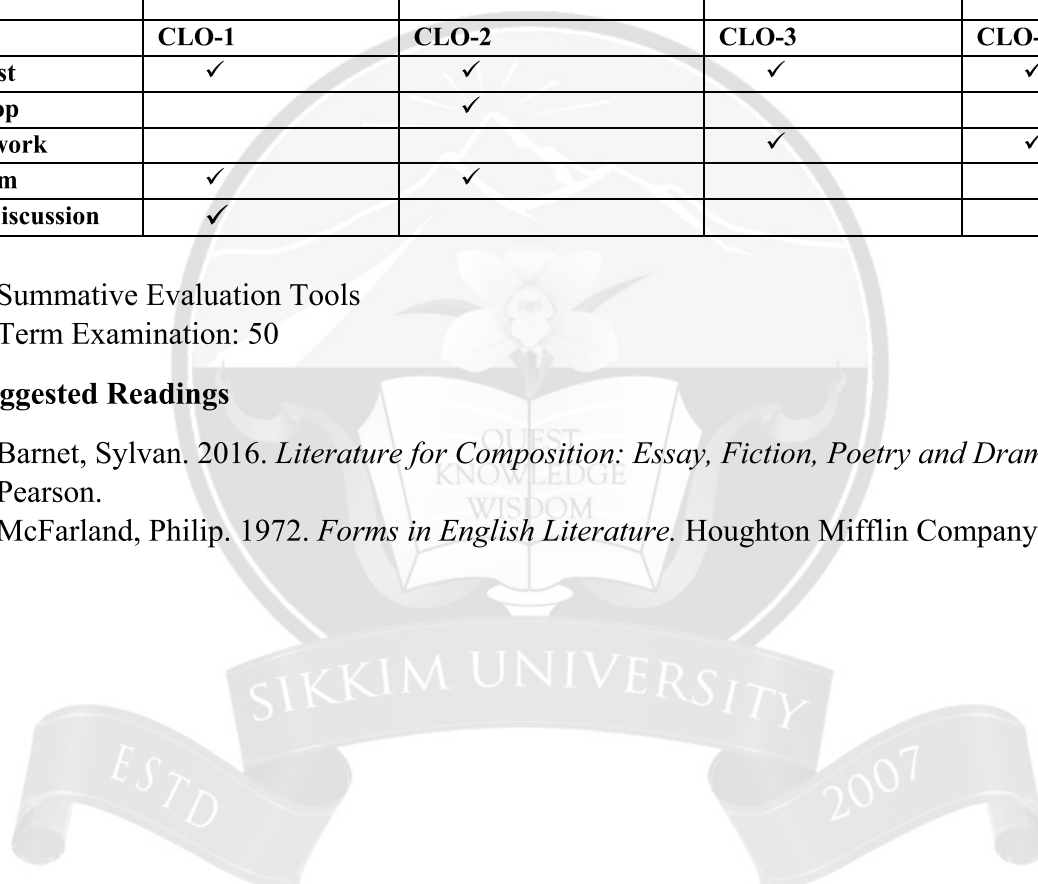 CLO-1 CLO-2 CLO-3 CLO-
st ✓ ✓ ✓ ✓
op ✓
work ✓ ✓
m ✓ ✓
iscussion ✓
Summative Evaluation Tools
Term Examination: 50
ggested Readings
Barnet, Sylvan. 2016. Literature for Composition: Essay, Fiction, Poetry and Dram
Pearson.
McFarland, Philip. 1972. Forms in English Literature. Houghton Mifflin Company
QUEST
KNOWLEDGE
WISDOM
SIKKIM UNIVERSITY
ESTD 2007